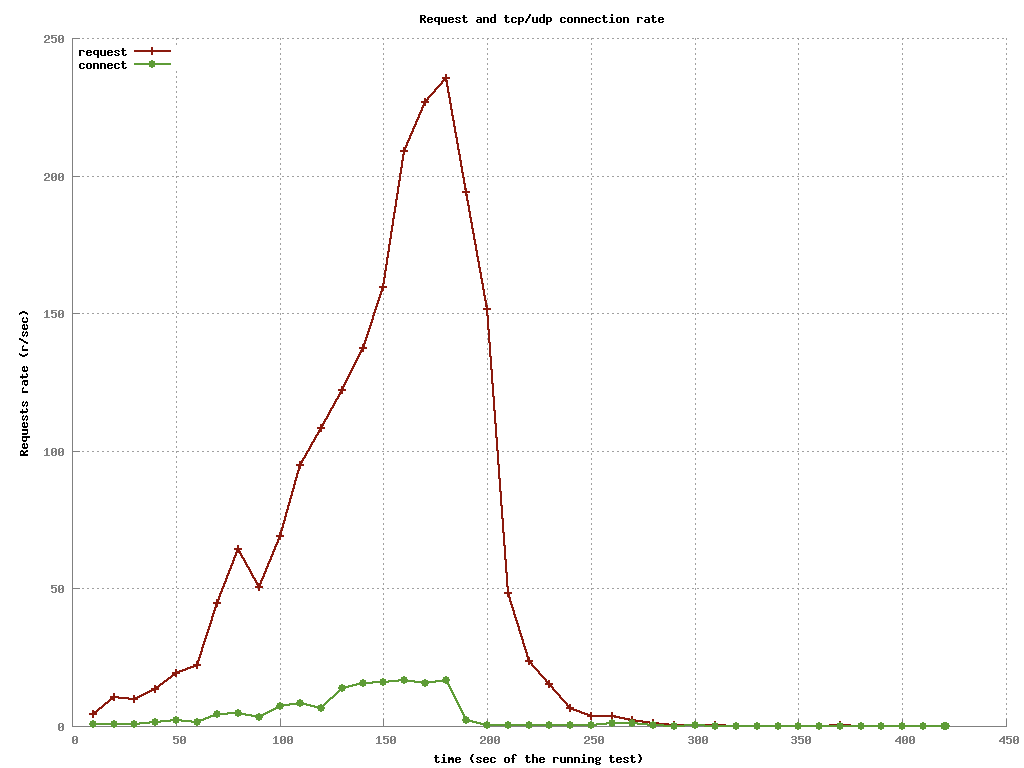 Request and tcp/udp connection rate
250
request
connect
200
150
Requests rate (r/sec)
100
50
0
0 50 100 150 200 250 300 350 400 450
time (sec of the running test)